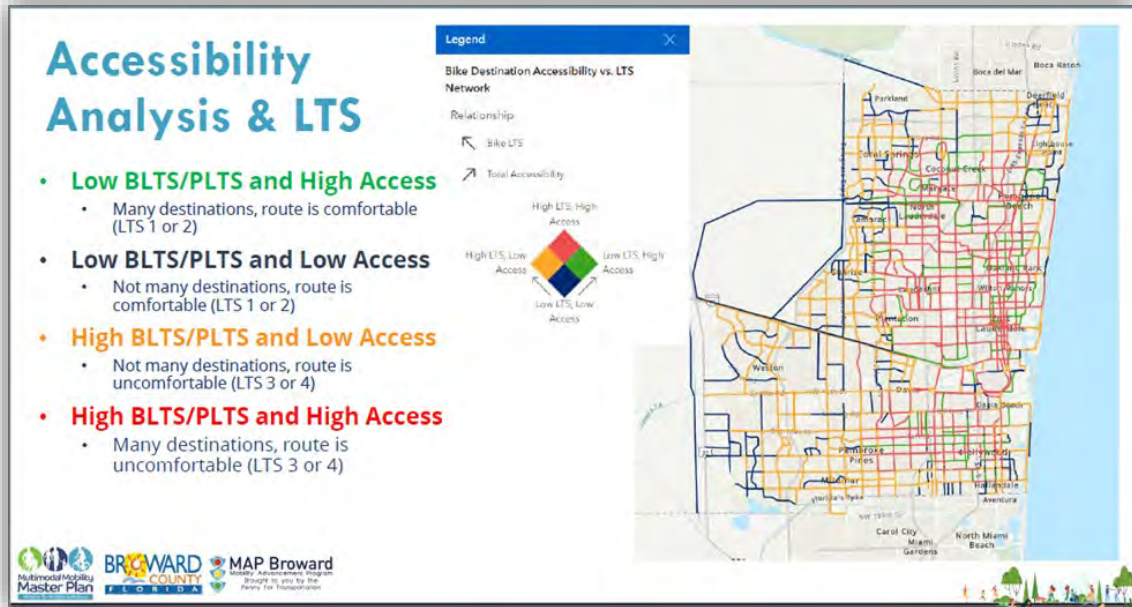 Accessibility
Analysis & LTS
• Low BLTS/PLTS and High Access
• Many destinations, route is comfortable
(LTS 1 or 2)
• Low BLTS/PLTS and Low Access
• Not many destinations, route is
comfortable (LTS 1 or 2)
• High BLTS/PLTS and Low Access
• Not many destinations, route is
uncomfortable (LTS 3 or 4)
• High BLTS/PLTS and High Access
• Many destinations, route is
uncomfortable (LTS 3 or 4)
Legend
Bike Destination Accessibility vs. LTS
Network
Relationship
Bike LTS
Total Accessibility
High LTS, High
Access
High LTS, Low
Access
Low LTS, High
Access
Low LTS, Low
Access
Boca Raton
Boca del Mar
Parkland
Deerfield
Coral Springs
Coconut Creek
Margate
North
Lauderdale
Beach
Tamarac
Sunrise
Oakland Park
Wilton Manors
Plantation
Weston
Davie
Dania Beach
Pembroke
Pines
Hollywood
Miramar
Hallandale
Aventura
Carol City
Miami
Gardens
North Miami
Beach
Multimodal Mobility
Master Plan
BROWARD
COUNTY
FLORIDA
MAP Broward
Mobility Advancement Program
Brought to you by the
Penny for Transportation